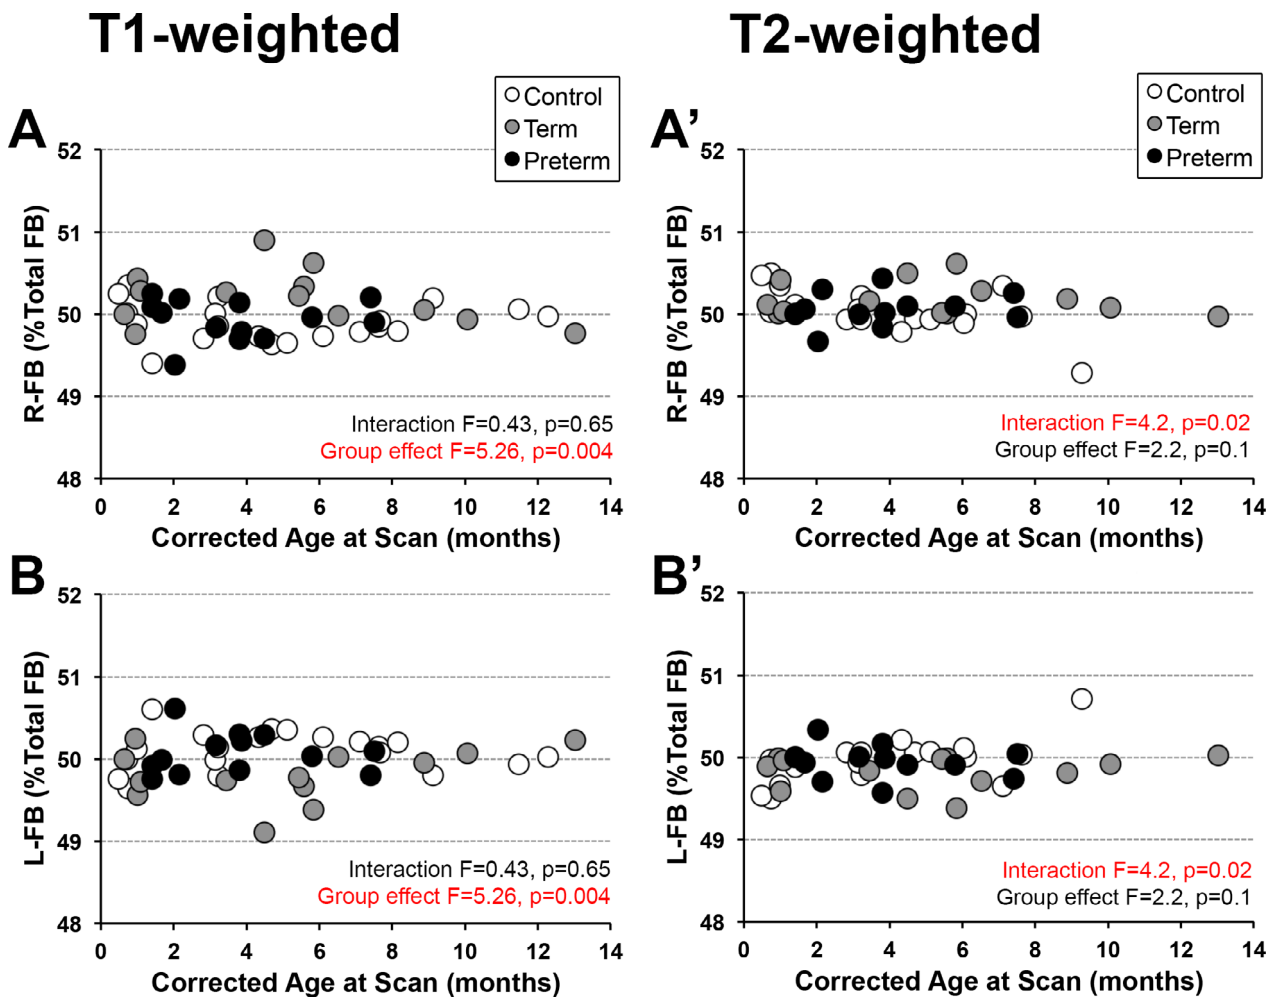 T1-weighted
T2-weighted
A
Control
Term
Preterm
R-FB (%Total FB)
52
51
50
49
48
Interaction F=0.43, p=0.65
Group effect F=5.26, p=0.004
0 2 4 6 8 10 12 14
Corrected Age at Scan (months)
A’
Control
Term
Preterm
R-FB (%Total FB)
52
51
50
49
48
Interaction F=4.2, p=0.02
Group effect F=2.2, p=0.1
0 2 4 6 8 10 12 14
Corrected Age at Scan (months)
B
L-FB (%Total FB)
52
51
50
49
48
Interaction F=0.43, p=0.65
Group effect F=5.26, p=0.004
0 2 4 6 8 10 12 14
Corrected Age at Scan (months)
B’
L-FB (%Total FB)
52
51
50
49
48
Interaction F=4.2, p=0.02
Group effect F=2.2, p=0.1
0 2 4 6 8 10 12 14
Corrected Age at Scan (months)